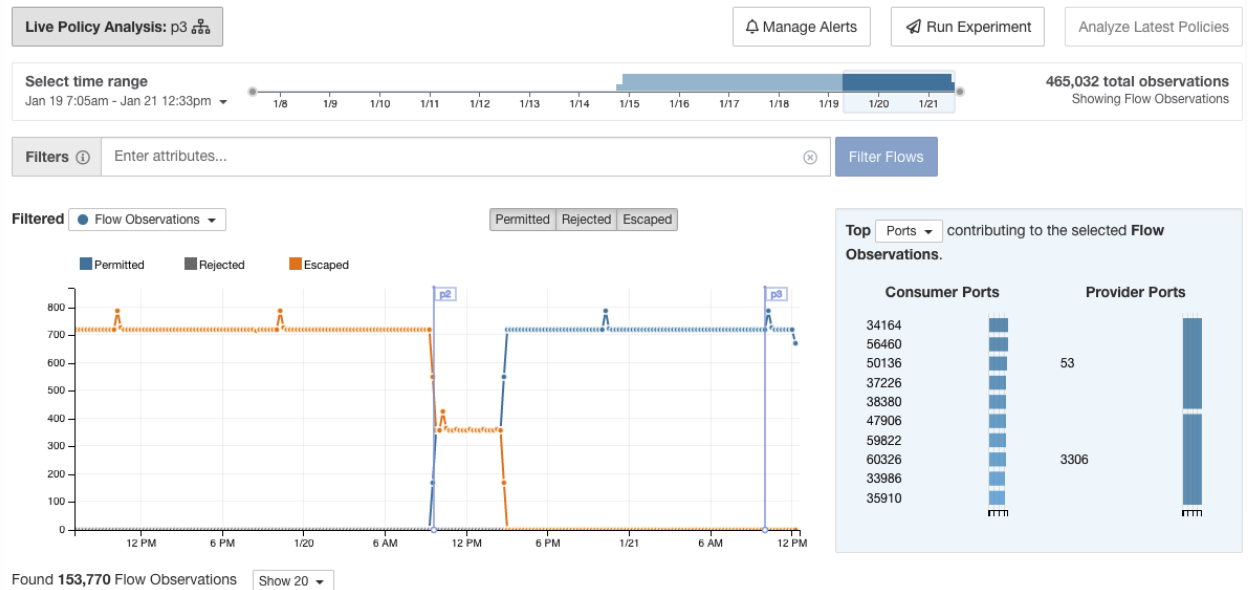 Live Policy Analysis: p3
Manage Alerts
Run Experiment
Analyze Latest Policies
Select time range
Jan 19 7:05am - Jan 21 12:33pm
1/8 1/9 1/10 1/11 1/12 1/13 1/14 1/15 1/16 1/17 1/18 1/19 1/20 1/21
465,032 total observations
Showing Flow Observations
Filters
Enter attributes...
Filter Flows
Filtered Flow Observations
Permitted Rejected Escaped
Permitted Rejected Escaped
p2 p3
800
700
600
500
400
300
200
100
0
12 PM 6 PM 1/20 6 AM 12 PM 6 PM 1/21 6 AM 12 PM
Top Ports contributing to the selected Flow
Observations.
Consumer Ports Provider Ports
34164
56460
50136 53
37226
38380
47906
59822
60326 3306
33986
35910
Found 153,770 Flow Observations Show 20